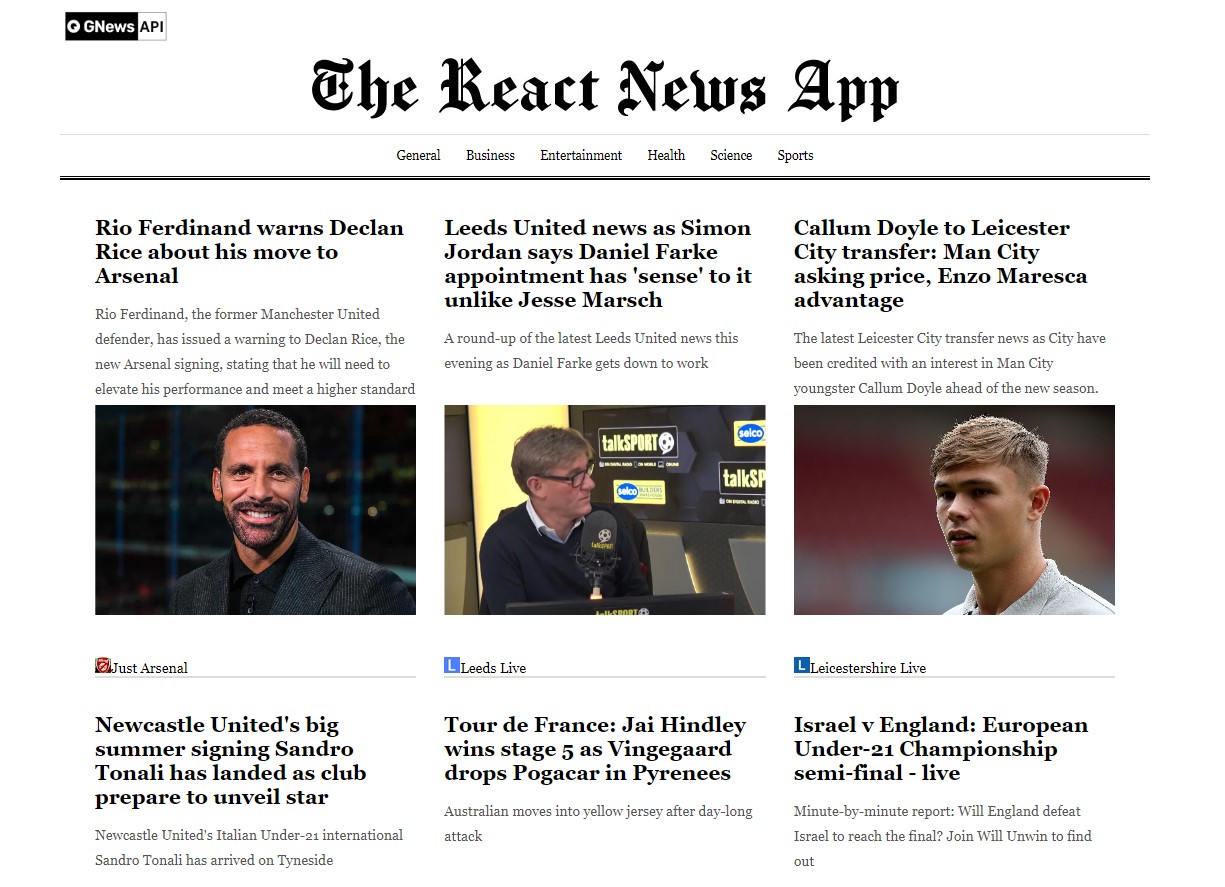 GNews API
The React News App
General Business Entertainment Health Science Sports
Rio Ferdinand warns Declan
Rice about his move to
Arsenal
Rio Ferdinand, the former Manchester United
defender, has issued a warning to Declan Rice, the
new Arsenal signing, stating that he will need to
elevate his performance and meet a higher standard
Just Arsenal
Leeds United news as Simon
Jordan says Daniel Farke
appointment has 'sense' to it
unlike Jesse Marsch
A round-up of the latest Leeds United news this
evening as Daniel Farke gets down to work
talkSPORT
selco
ON DIGITAL RADIO ON MOBILE ONLINE
talkSP
selco
ON DIGITAL RADIO
talkSPORT
talkSPORT
L Leeds Live
Callum Doyle to Leicester
City transfer: Man City
asking price, Enzo Maresca
advantage
The latest Leicester City transfer news as City have
been credited with an interest in Man City
youngster Callum Doyle ahead of the new season.
L Leicestershire Live
Newcastle United's big
summer signing Sandro
Tonali has landed as club
prepare to unveil star
Newcastle United's Italian Under-21 international
Sandro Tonali has arrived on Tyneside
Tour de France: Jai Hindley
wins stage 5 as Vingegaard
drops Pogacar in Pyrenees
Australian moves into yellow jersey after day-long
attack
Israel v England: European
Under-21 Championship
semi-final - live
Minute-by-minute report: Will England defeat
Israel to reach the final? Join Will Unwin to find
out